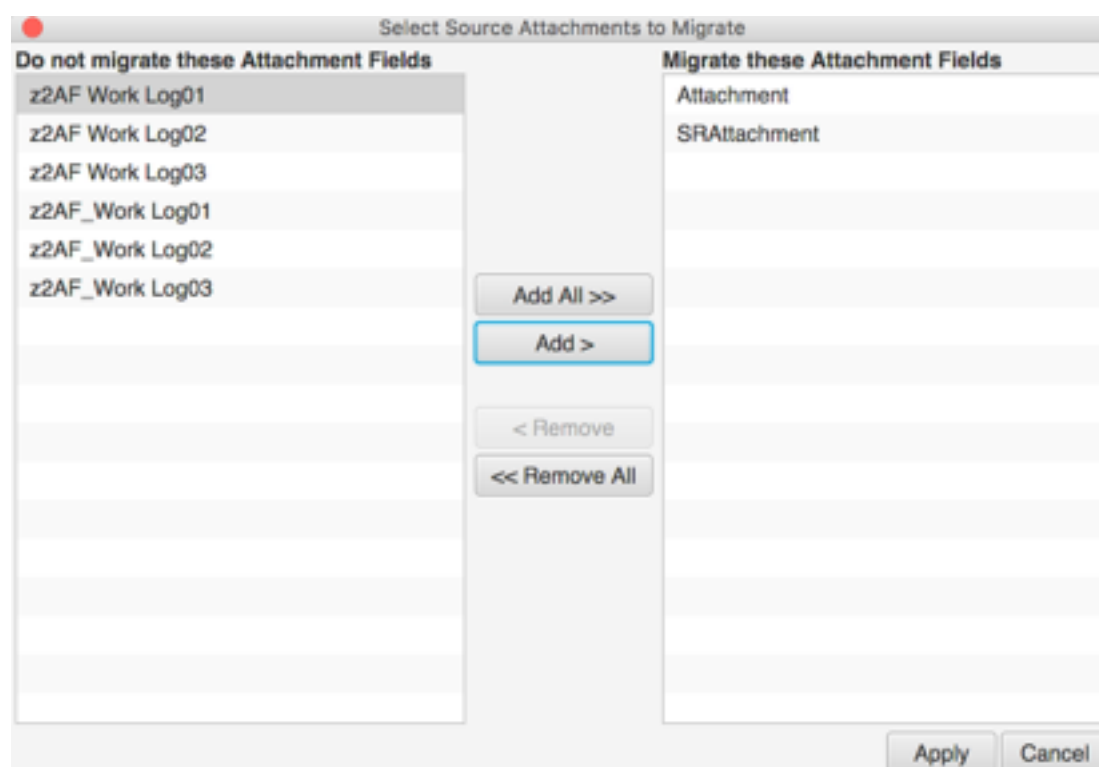 Select Source Attachments to Migrate
Do not migrate these Attachment Fields
z2AF Work Log01
z2AF Work Log02
z2AF Work Log03
z2AF_Work Log01
z2AF_Work Log02
z2AF_Work Log03
Add All >>
Add >
< Remove
<< Remove All
Migrate these Attachment Fields
Attachment
SRAttachment
Apply
Cancel